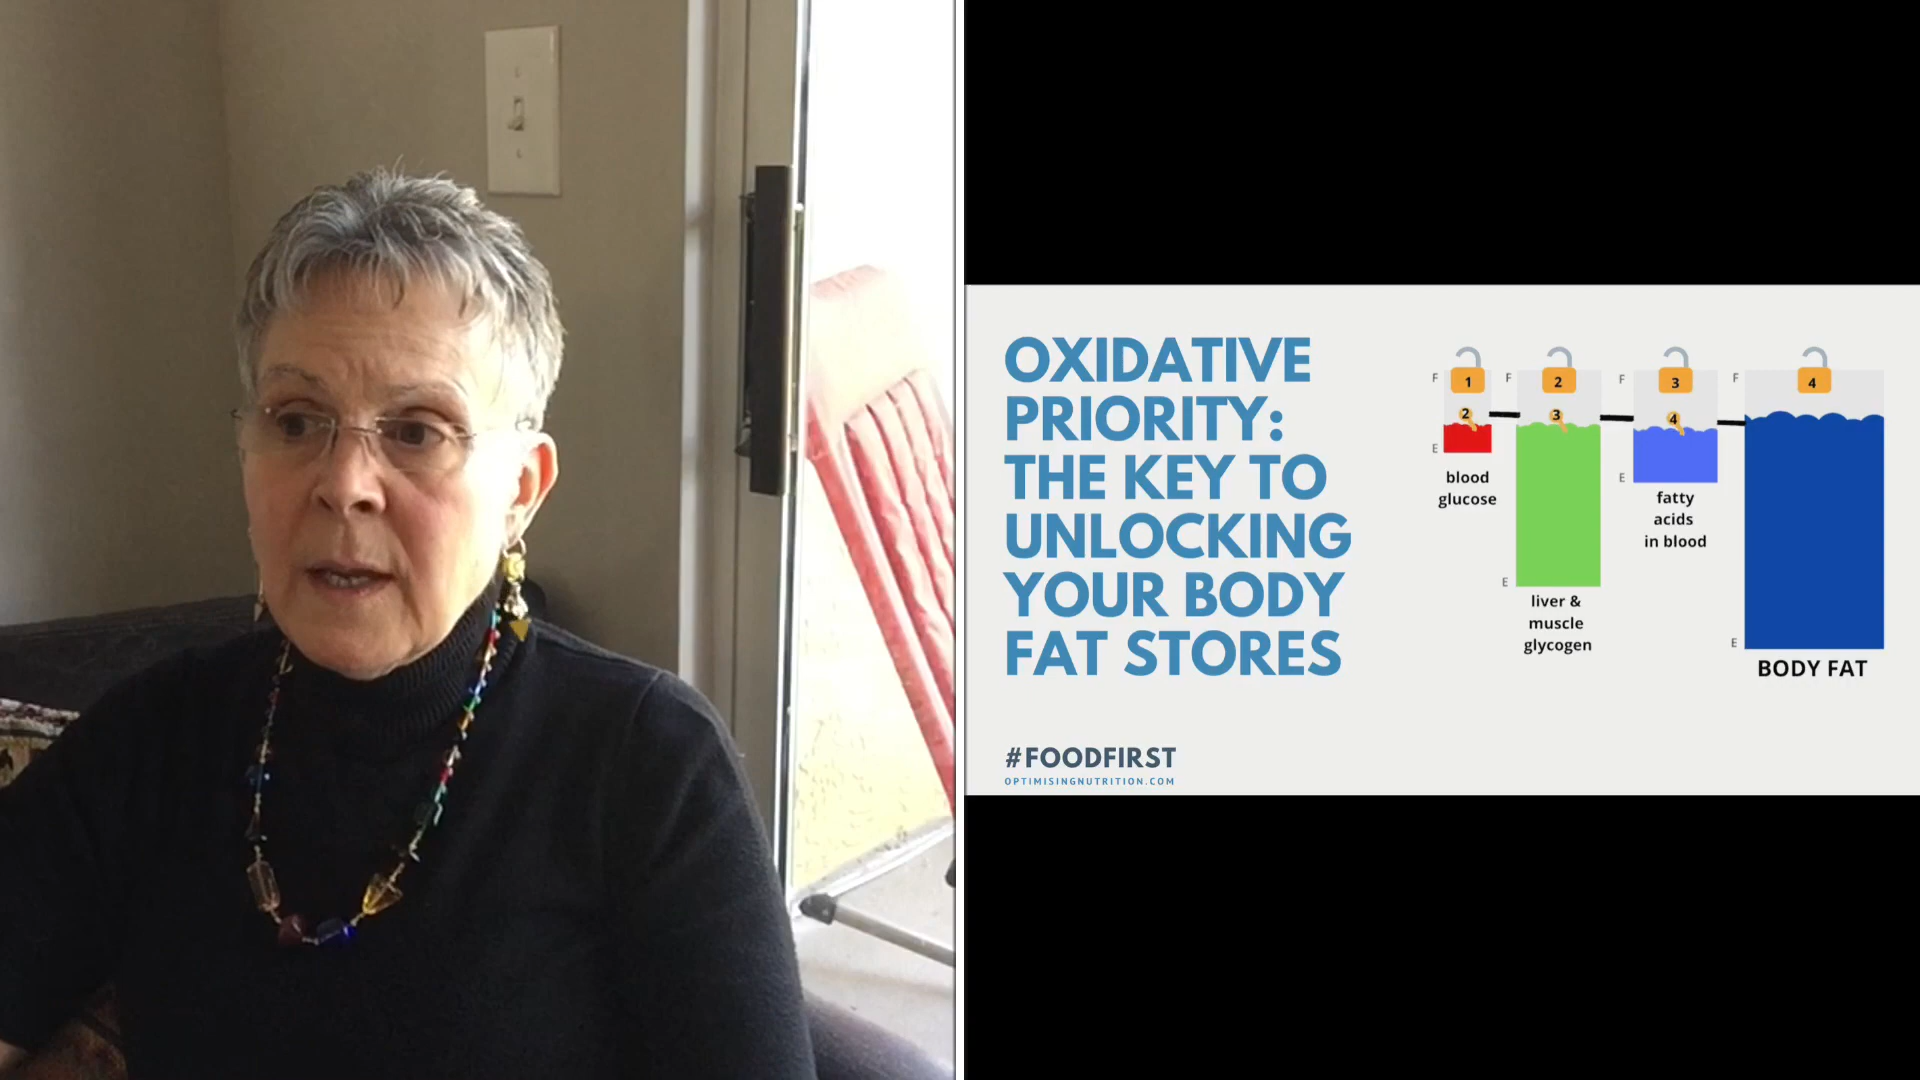 OXIDATIVE
PRIORITY:
THE KEY TO
UNLOCKING
YOUR BODY
FAT STORES
#FOODFIRST
OPTIMISINGNUTRITION.COM
F
1
2
E
blood
glucose
F
2
3
E
liver &
muscle
glycogen
F
3
4
E
fatty
acids
in blood
F
4
E
BODY FAT